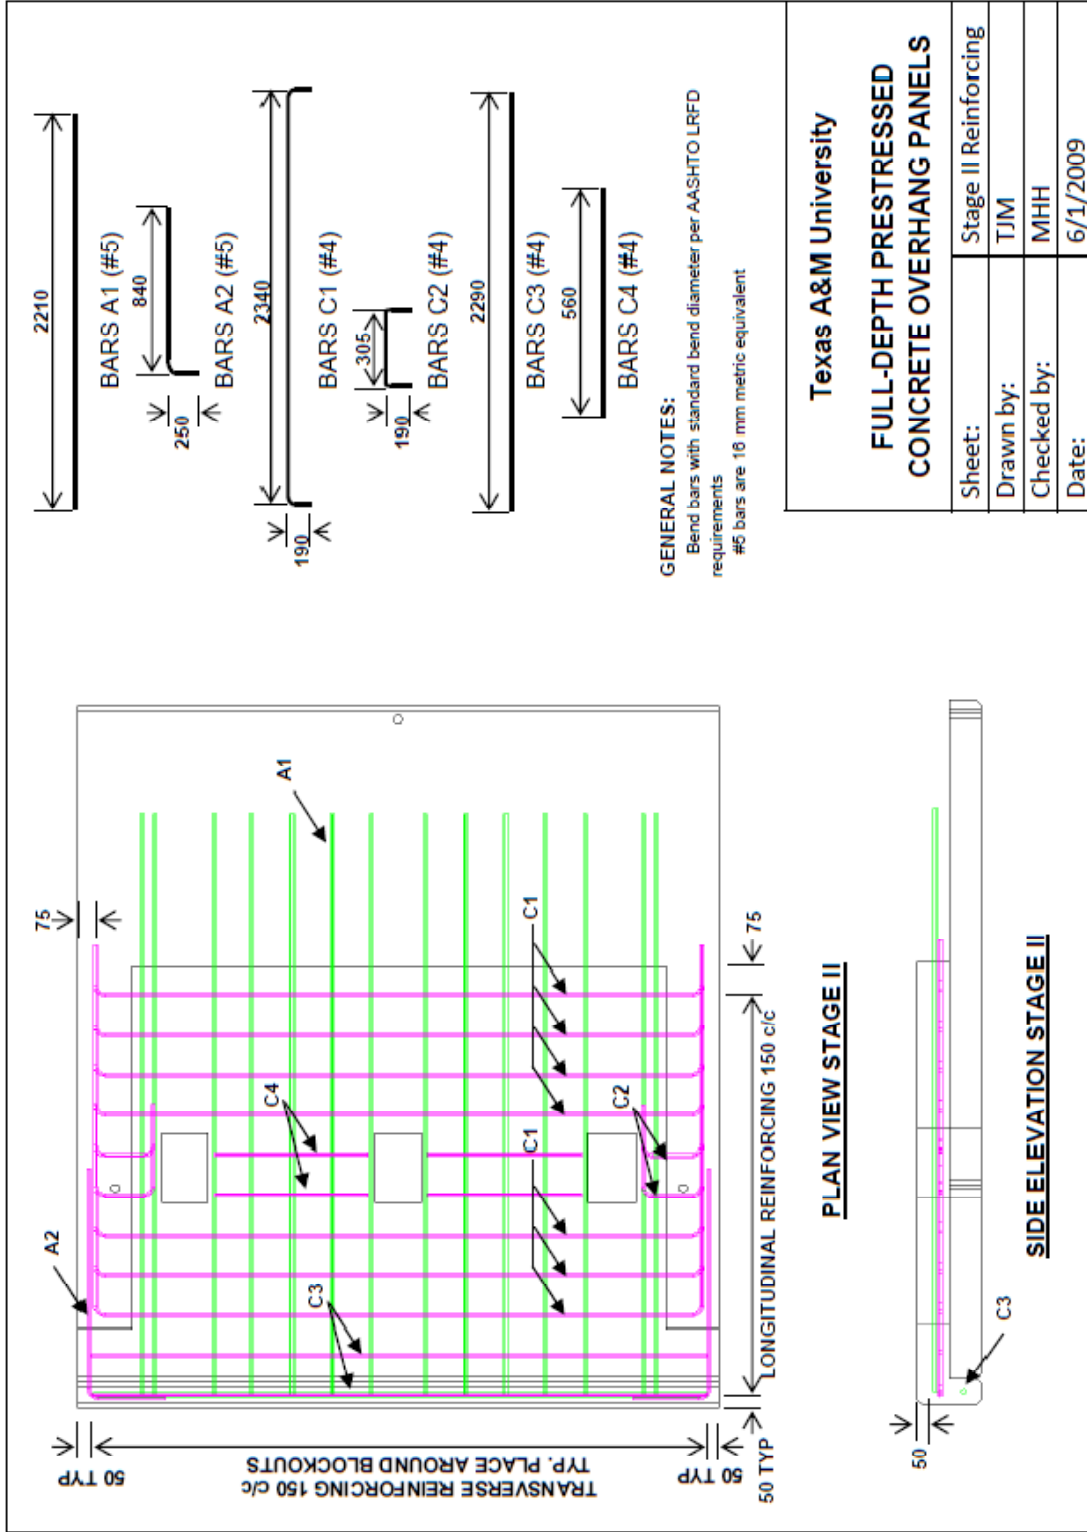 2210
BARS A1 (#5)
840
250
BARS A2 (#5)
2340
190
BARS C1 (#4)
305
190
BARS C2 (#4)
2290
BARS C3 (#4)
560
BARS C4 (#4)
GENERAL NOTES:
Bend bars with standard bend diameter per AASHTO LRFD
requirements
#5 bars are 16 mm metric equivalent
Texas A&M University
FULL-DEPTH PRESTRESSED
CONCRETE OVERHANG PANELS
Sheet: Stage II Reinforcing
Drawn by: TJM
Checked by: MHH
Date: 6/1/2009
50 TYP
TRANSVERSE REINFORCING 150 c/c
TYP. PLACE AROUND BLOCKOUTS
50 TYP
A2
C3
C4
75
A1
C1
C1
C2
50 TYP
LONGITUDINAL REINFORCING 150 c/c
75
PLAN VIEW STAGE II
50
C3
SIDE ELEVATION STAGE II